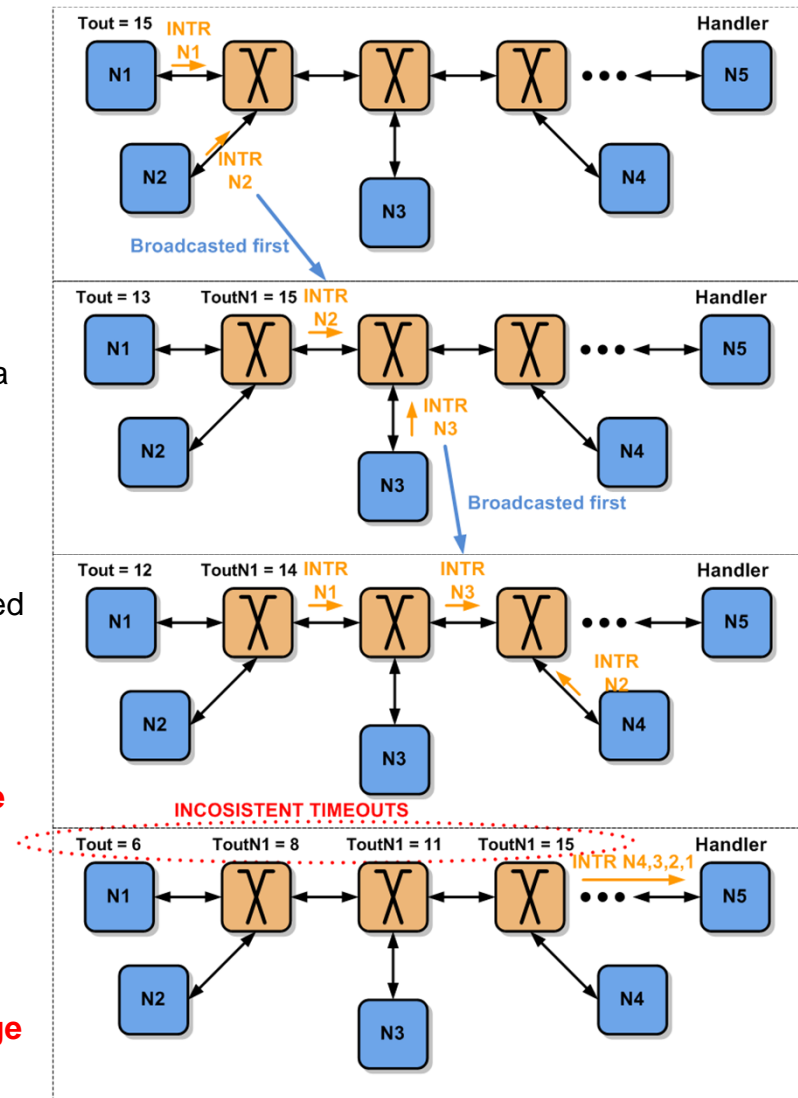 Tout = 15
Handler
INTR
N1
N1
N5
INTR
N2
N2
N3
N4
Broadcasted first
Tout = 13
ToutN1 = 15
INTR
N2
Handler
N1
N5
a
INTR
N3
N2
N3
N4
Broadcasted first
Tout = 12
ToutN1 = 14
INTR
N1
INTR
N3
Handler
ed
N1
N5
INTR
N2
N2
N3
N4
e
INCOSISTENT TIMEOUTS
Tout = 6
ToutN1 = 8
ToutN1 = 11
ToutN1 = 15
Handler
INTR N4,3,2,1
N1
N5
N2
N3
N4
ge